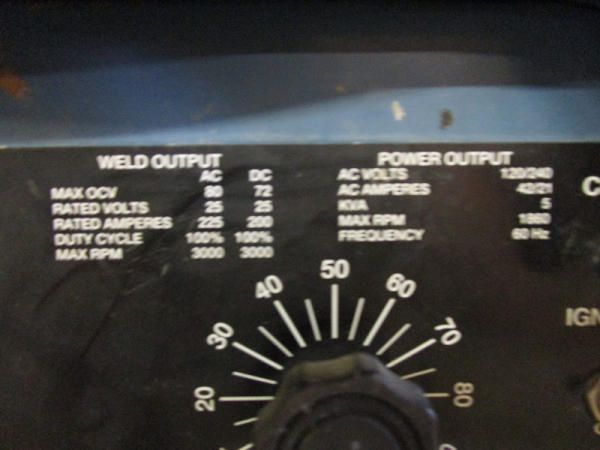 WELD OUTPUT
AC DC
MAX OCV 80 72
RATED VOLTS 25 25
RATED AMPERES 225 200
DUTY CYCLE 100% 100%
MAX RPM 3000 3000
POWER OUTPUT
AC VOLTS 120/240
AC AMPERES 42/21
KVA 5
MAX RPM 1860
FREQUENCY 60 Hz
C
IGN
20 30 40 50 60 70 80